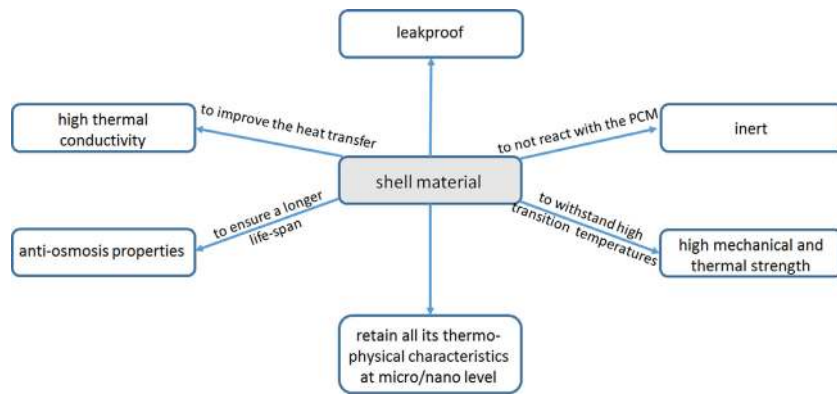 leakproof
high thermal
conductivity
to improve the heat transfer
to not react with the PCM
inert
shell material
anti-osmosis properties
to ensure a longer
life-span
to withstand high
transition temperatures
high mechanical and
thermal strength
retain all its thermo-
physical characteristics
at micro/nano level